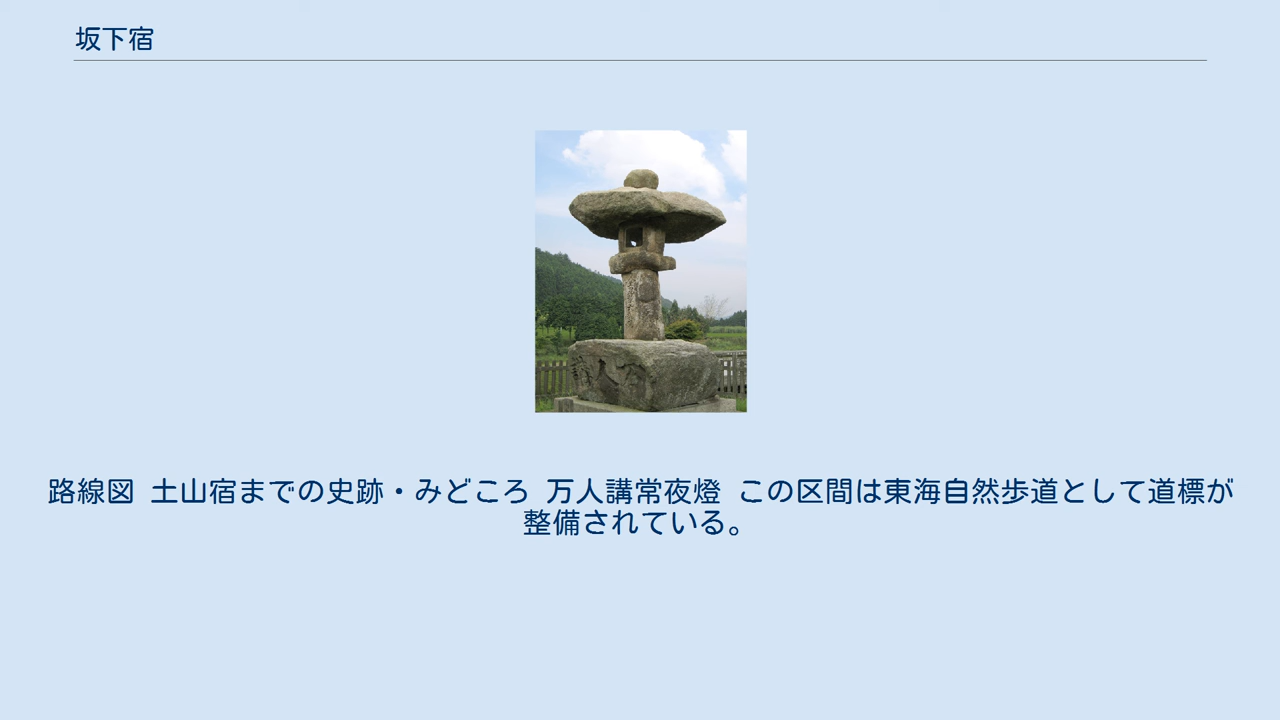 坂下宿
路線図 土山宿までの史跡・みどころ 万人講常夜燈 この区間は東海自然歩道として道標が
整備されている。